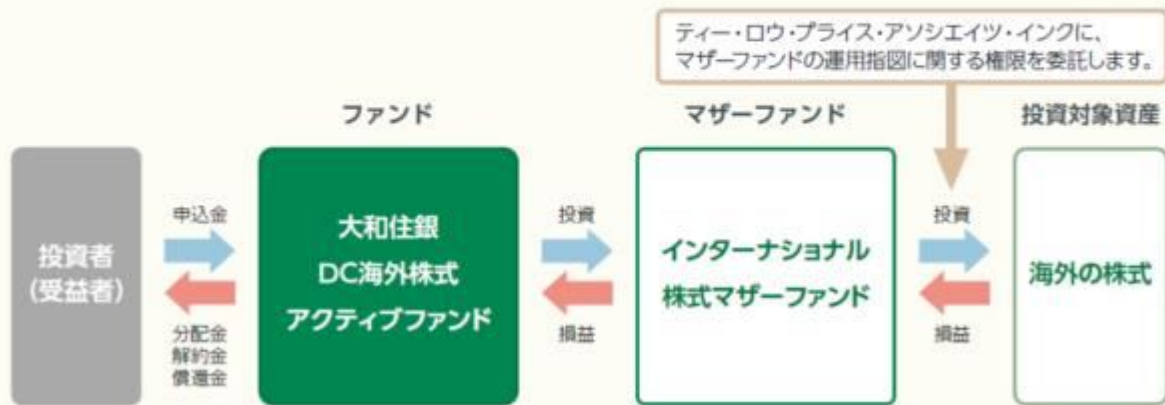 ティー・ロウ・プライス・アソシエイツ・インクに、
マザーファンドの運用指図に関する権限を委託します。
ファンド
マザーファンド
投資対象資産
投資者
(受益者)
申込金
分配金
解約金
償還金
大和住銀
DC海外株式
アクティブファンド
投資
損益
インターナショナル
株式マザーファンド
投資
損益
海外の株式